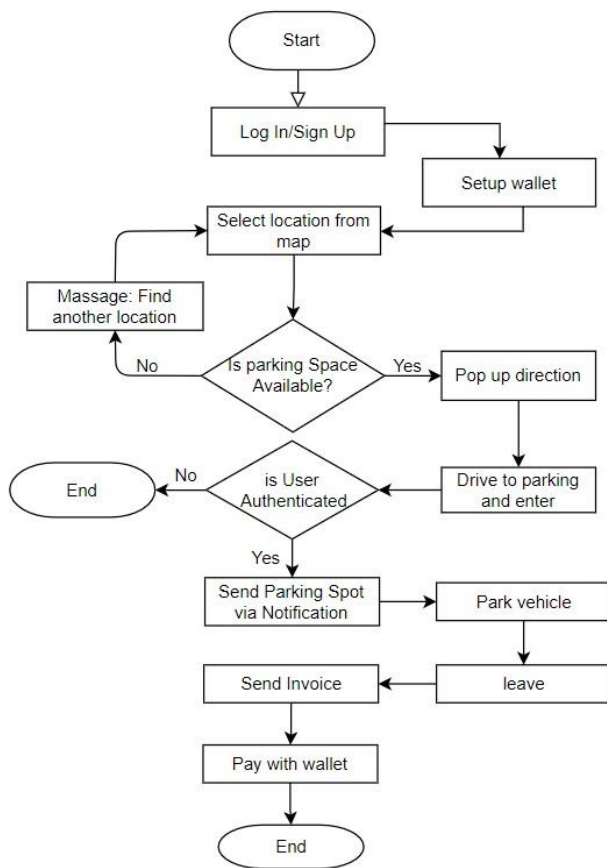 Start
Log In/Sign Up
Setup wallet
Select location from
map
Massage: Find
another location
Is parking Space
Available?
No
Yes
Pop up direction
Drive to parking
and enter
is User
Authenticated
No
End
Yes
Send Parking Spot
via Notification
Park vehicle
leave
Send Invoice
Pay with wallet
End